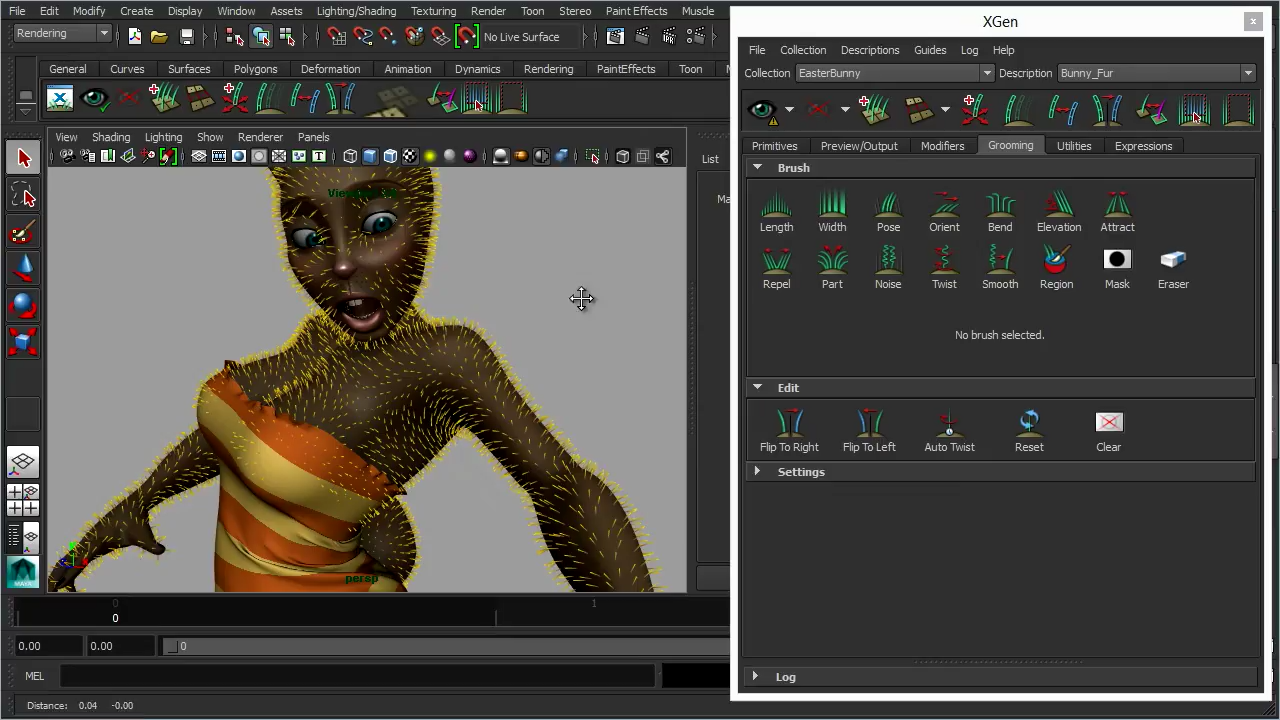 File Edit Modify Create Display Window Assets Lighting/Shading Texturing Render Toon Stereo Paint Effects Muscle
Rendering
No Live Surface
General Curves Surfaces Polygons Deformation Animation Dynamics Rendering PaintEffects Toon
View Shading Lighting Show Renderer Panels
List
persp
0 1
0
0.00 0.00 0
MEL
Distance: 0.04 -0.00
XGen
x
File Collection Descriptions Guides Log Help
Collection EasterBunny Description Bunny_Fur
Primitives Preview/Output Modifiers Grooming Utilities Expressions
Brush
Length Width Pose Orient Bend Elevation Attract
Repel Part Noise Twist Smooth Region Mask Eraser
No brush selected.
Edit
Flip To Right Flip To Left Auto Twist Reset Clear
Settings
Log